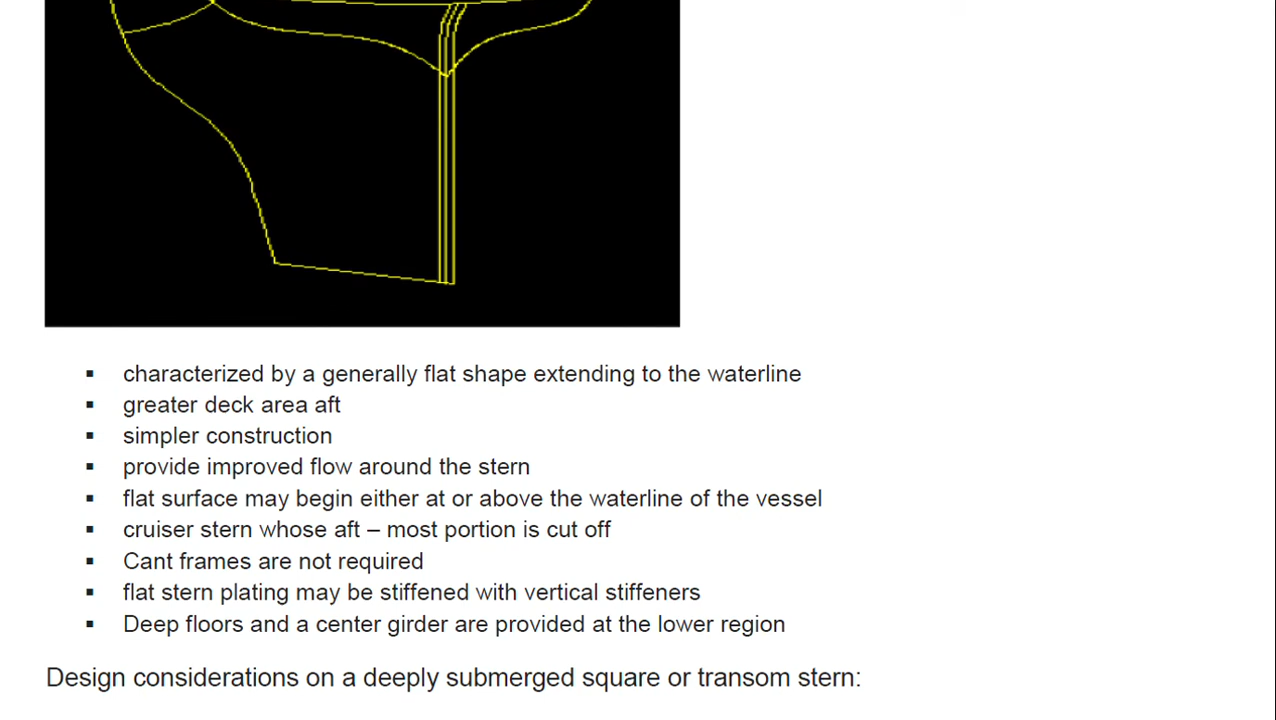 ▪ characterized by a generally flat shape extending to the waterline
▪ greater deck area aft
▪ simpler construction
▪ provide improved flow around the stern
▪ flat surface may begin either at or above the waterline of the vessel
▪ cruiser stern whose aft – most portion is cut off
▪ Cant frames are not required
▪ flat stern plating may be stiffened with vertical stiffeners
▪ Deep floors and a center girder are provided at the lower region
Design considerations on a deeply submerged square or transom stern: